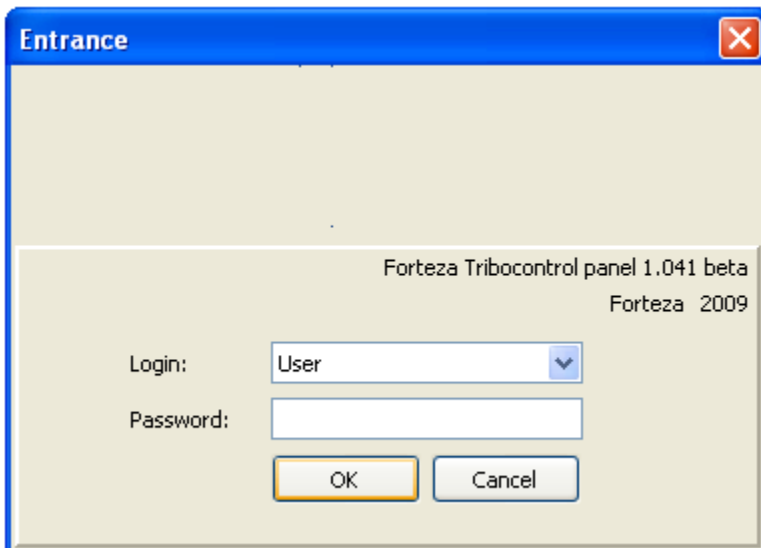 Entrance
Forteza Tribocontrol panel 1.041 beta
Forteza 2009
Login: User
Password:
OK Cancel